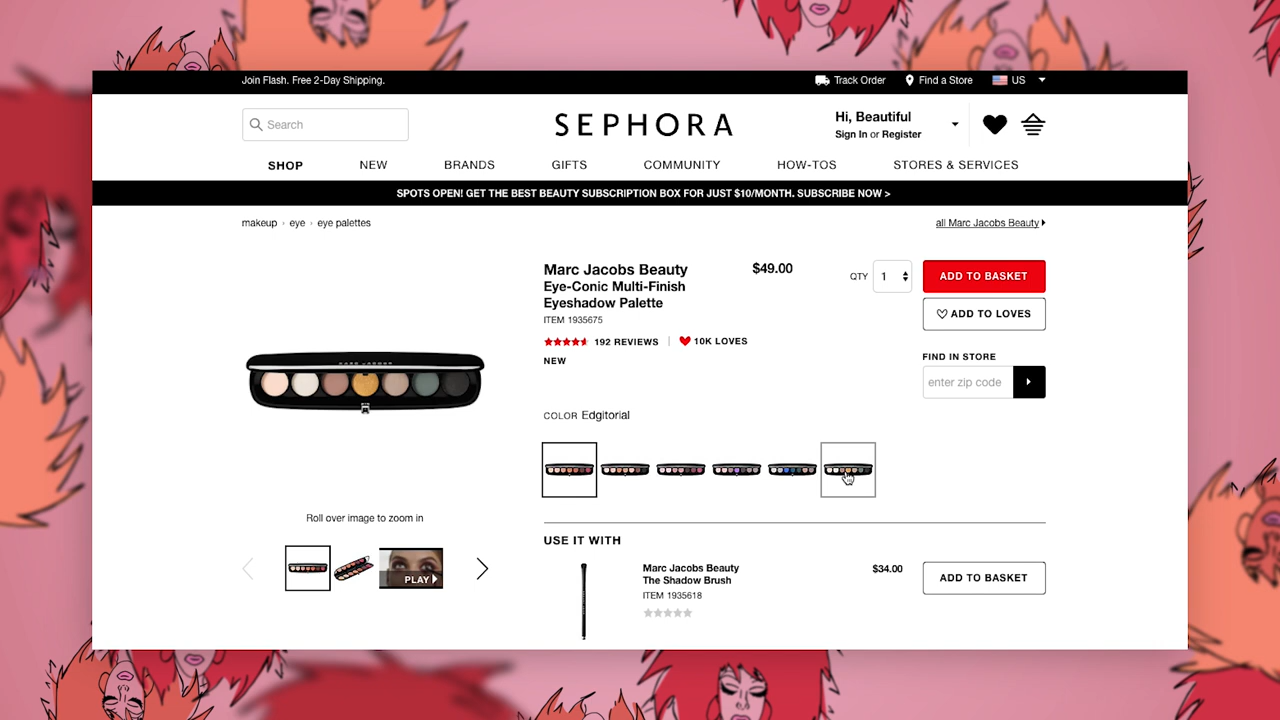 Join Flash. Free 2-Day Shipping.
Track Order
Find a Store
US
Search
SEPHORA
Hi, Beautiful
Sign In or Register
SHOP
NEW
BRANDS
GIFTS
COMMUNITY
HOW-TOS
STORES & SERVICES
SPOTS OPEN! GET THE BEST BEAUTY SUBSCRIPTION BOX FOR JUST $10/MONTH. SUBSCRIBE NOW >
makeup › eye › eye palettes
all Marc Jacobs Beauty
Marc Jacobs Beauty
Eye-Conic Multi-Finish
Eyeshadow Palette
ITEM 1935675
$49.00
QTY 1
ADD TO BASKET
ADD TO LOVES
192 REVIEWS | 10K LOVES
NEW
FIND IN STORE
enter zip code
COLOR Edgitorial
Roll over image to zoom in
PLAY
USE IT WITH
Marc Jacobs Beauty
The Shadow Brush
ITEM 1935618
$34.00
ADD TO BASKET